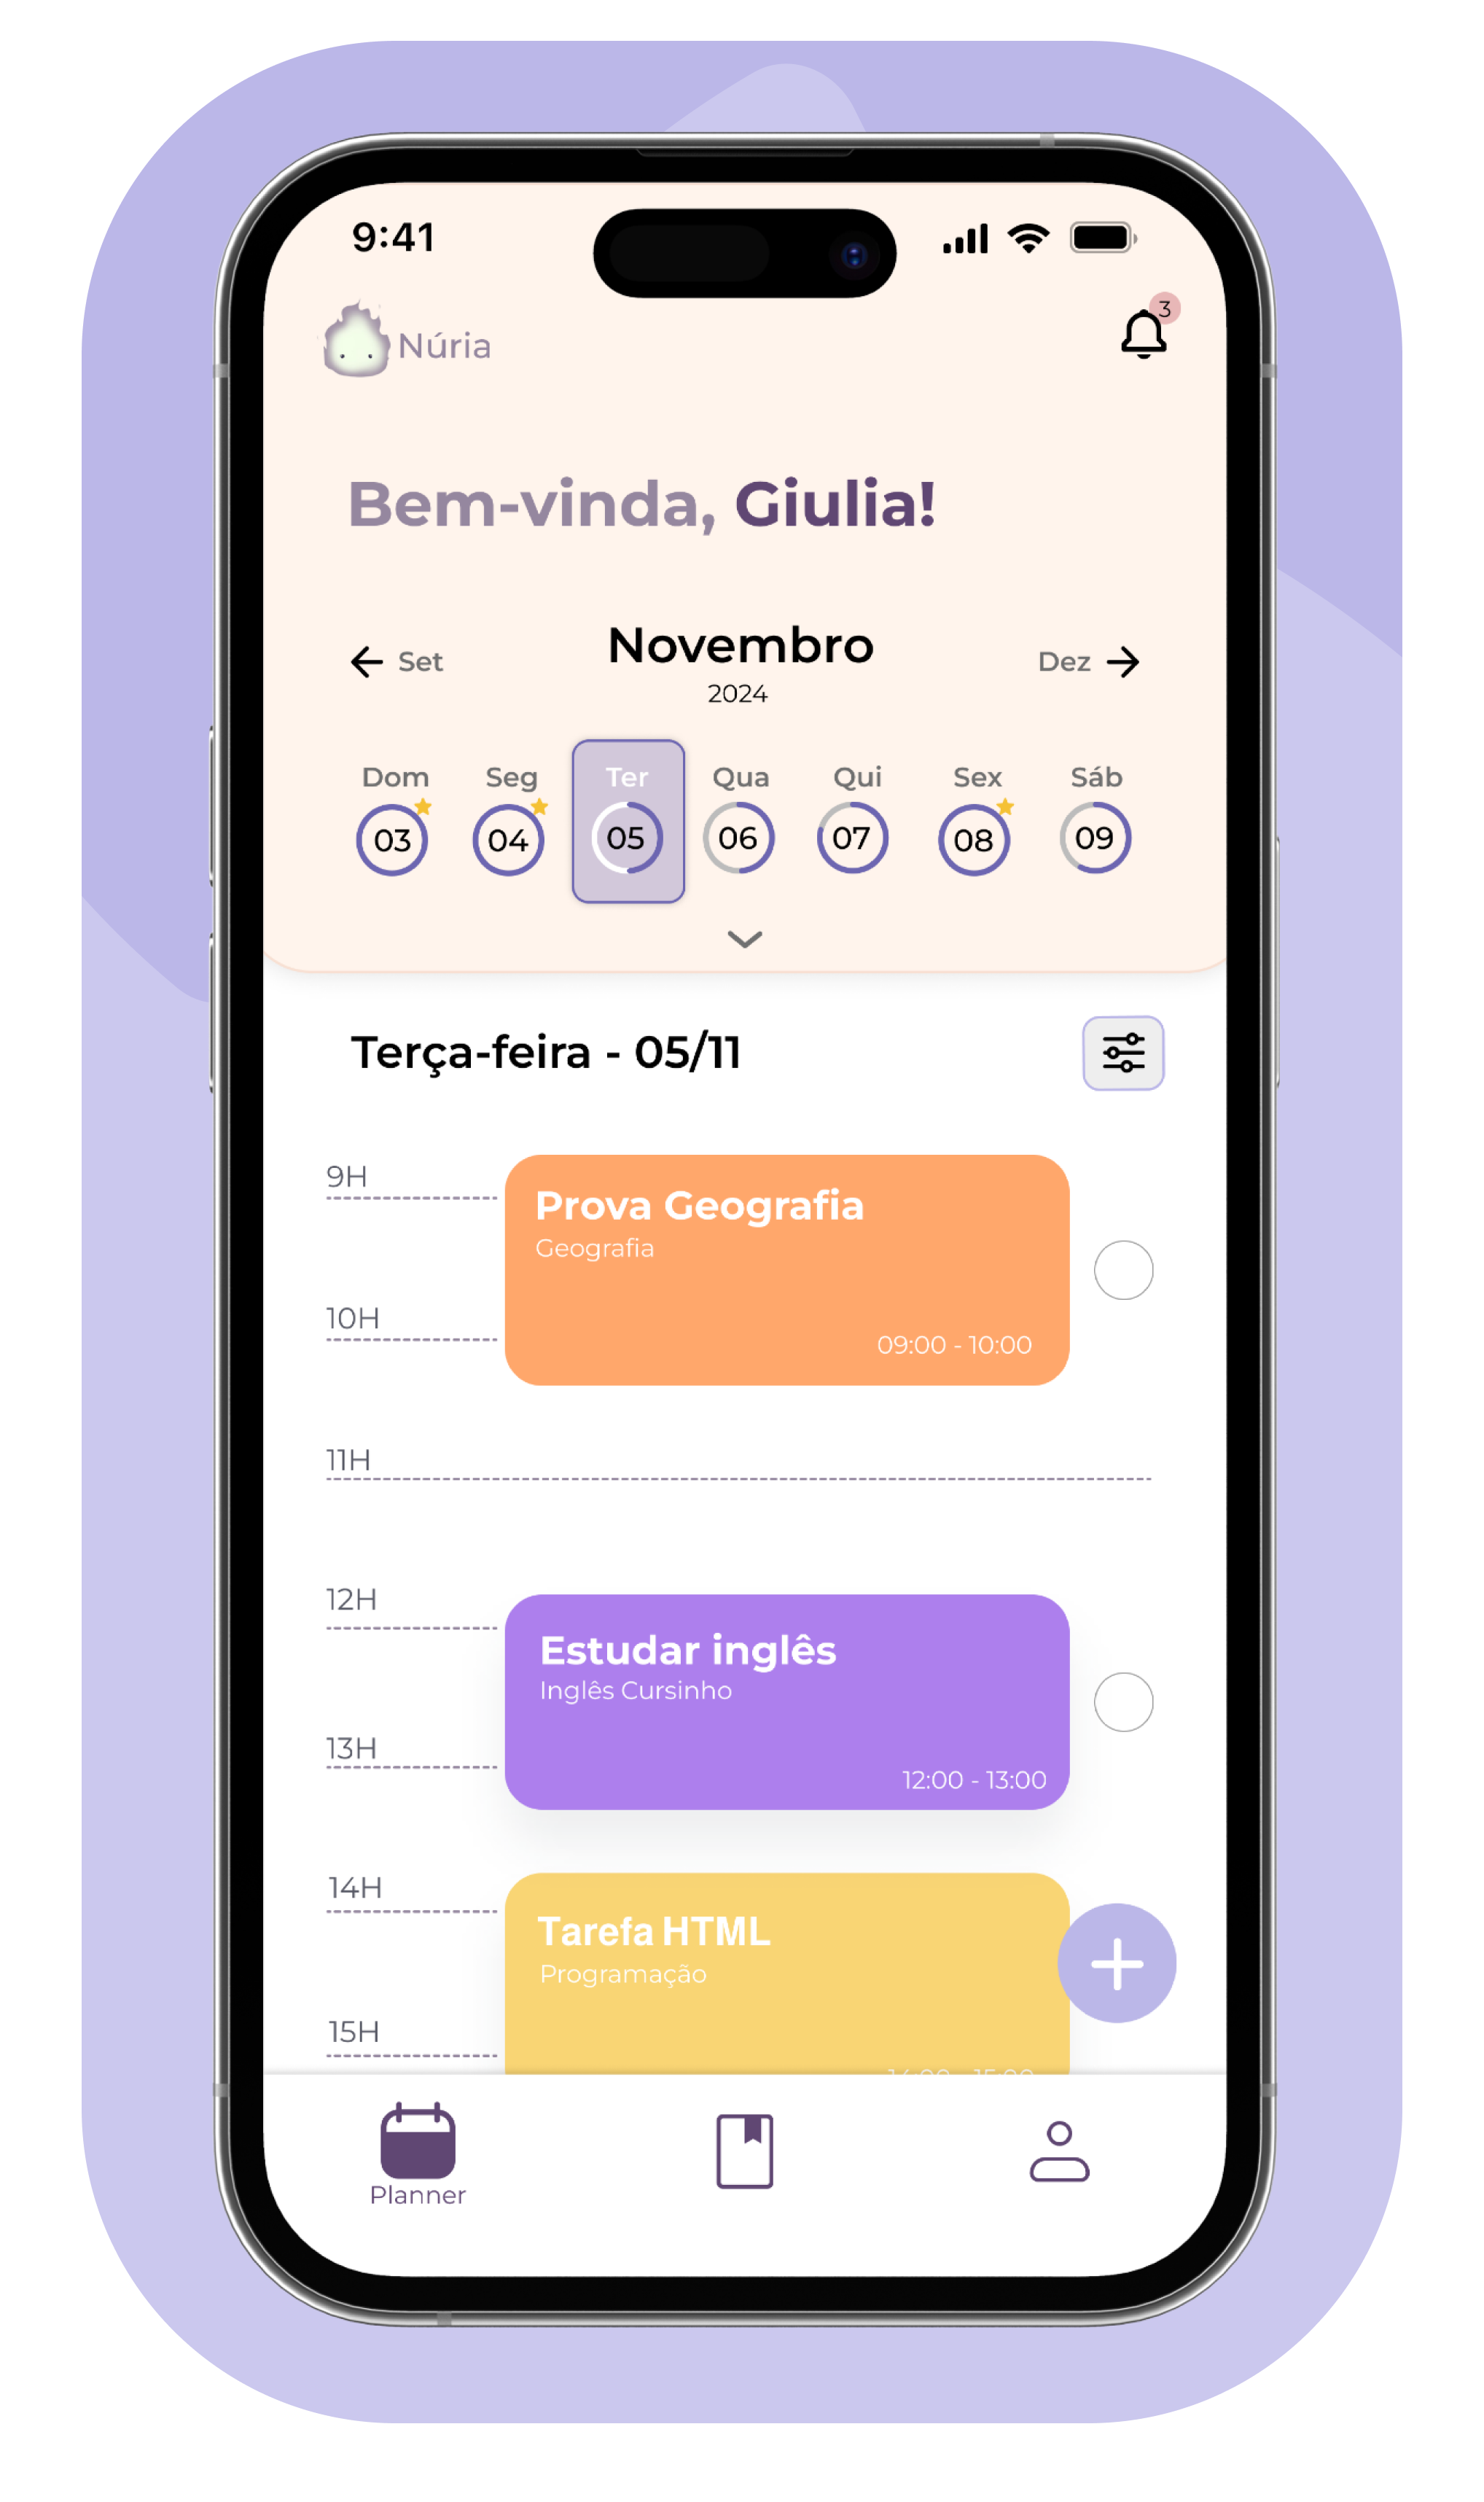 9:41
3
Núria
Bem-vinda, Giulia!
Set
Novembro
Dez
2024
Dom Seg Ter Qua Qui Sex Sáb
03 04 05 06 07 08 09
Terça-feira - 05/11
9H
Prova Geografia
Geografia
10H
09:00 - 10:00
11H
12H
Estudar inglês
Inglês Cursinho
13H
12:00 - 13:00
14H
Tarefa HTML
Programação
15H
Planner